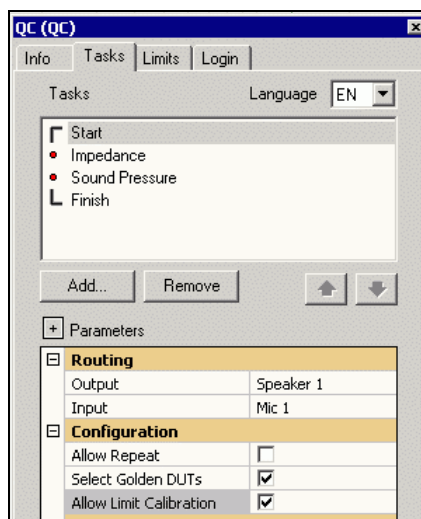 QC (QC)
Info Tasks Limits Login
Tasks Language EN
Start
Impedance
Sound Pressure
Finish
Add... Remove
Parameters
Routing
Output Speaker 1
Input Mic 1
Configuration
Allow Repeat
Select Golden DUTs
Allow Limit Calibration